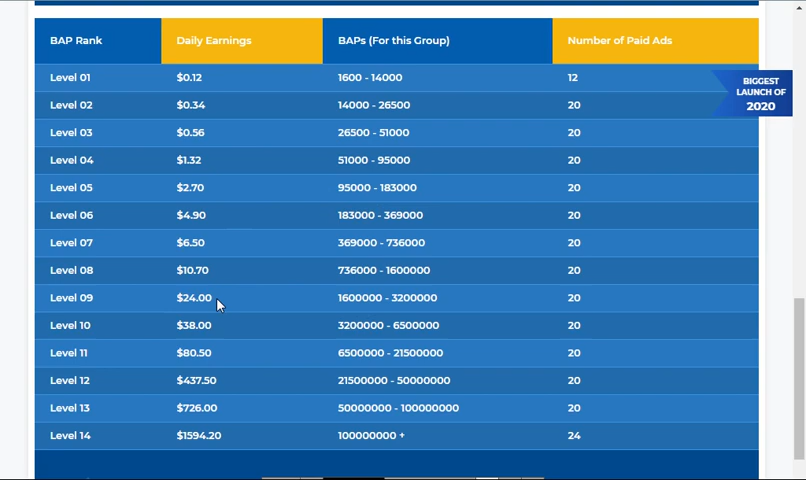 BAP Rank Daily Earnings BAPs (For this Group) Number of Paid Ads
Level 01 $0.12 1600 - 14000 12
Level 02 $0.34 14000 - 26500 20
Level 03 $0.56 26500 - 51000 20
Level 04 $1.32 51000 - 95000 20
Level 05 $2.70 95000 - 183000 20
Level 06 $4.90 183000 - 369000 20
Level 07 $6.50 369000 - 736000 20
Level 08 $10.70 736000 - 1600000 20
Level 09 $24.00 1600000 - 3200000 20
Level 10 $38.00 3200000 - 6500000 20
Level 11 $80.50 6500000 - 21500000 20
Level 12 $437.50 21500000 - 50000000 20
Level 13 $726.00 50000000 - 100000000 20
Level 14 $1594.20 100000000 + 24
BIGGEST
LAUNCH OF
2020